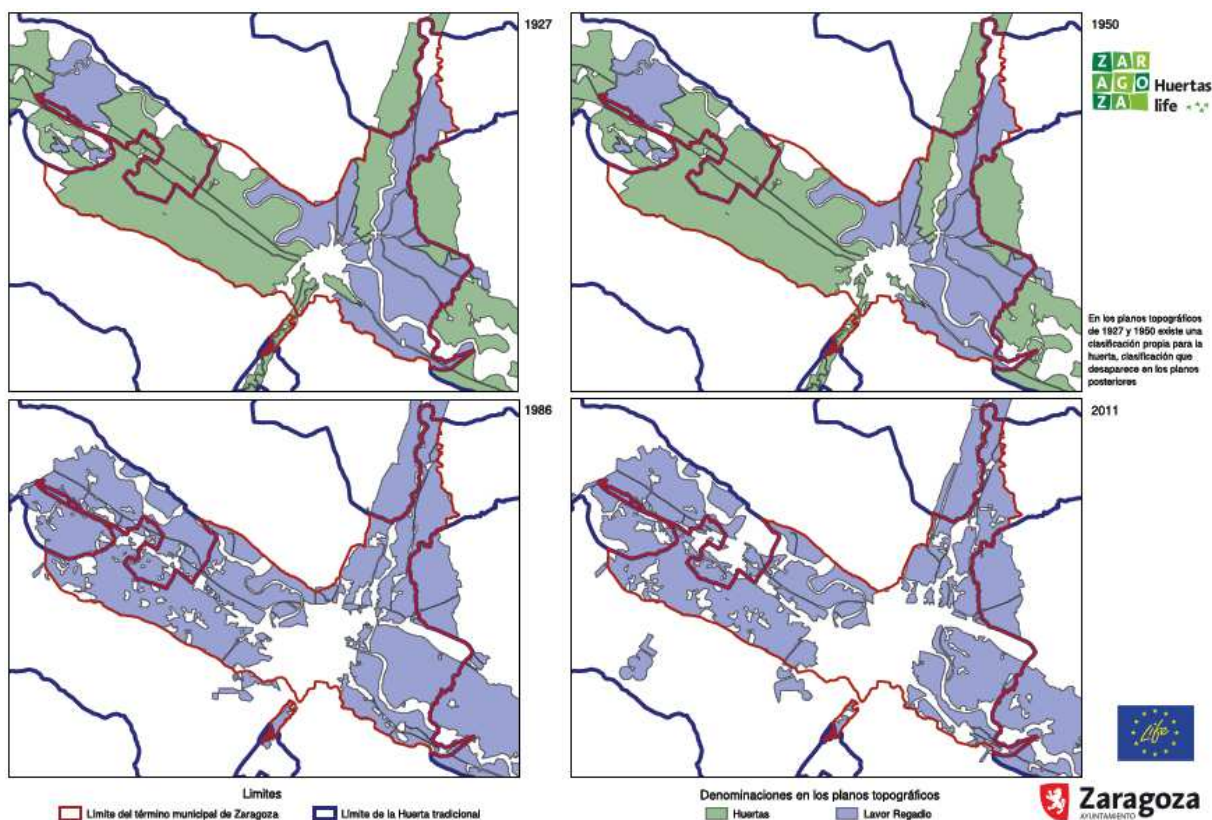 1927
1950
ZAR
AGO
ZA
Huertas
life
En los planos topográficos
de 1927 y 1950 existe una
clasificación propia para la
huerta, clasificación que
desaparece en los planos
posteriores
1986
2011
Life
Limites
Límite del término municipal de Zaragoza
Límite de la Huerta tradicional
Denominaciones en los planos topográficos
Huertas
Lavor Regadío
Zaragoza
AYUNTAMIENTO